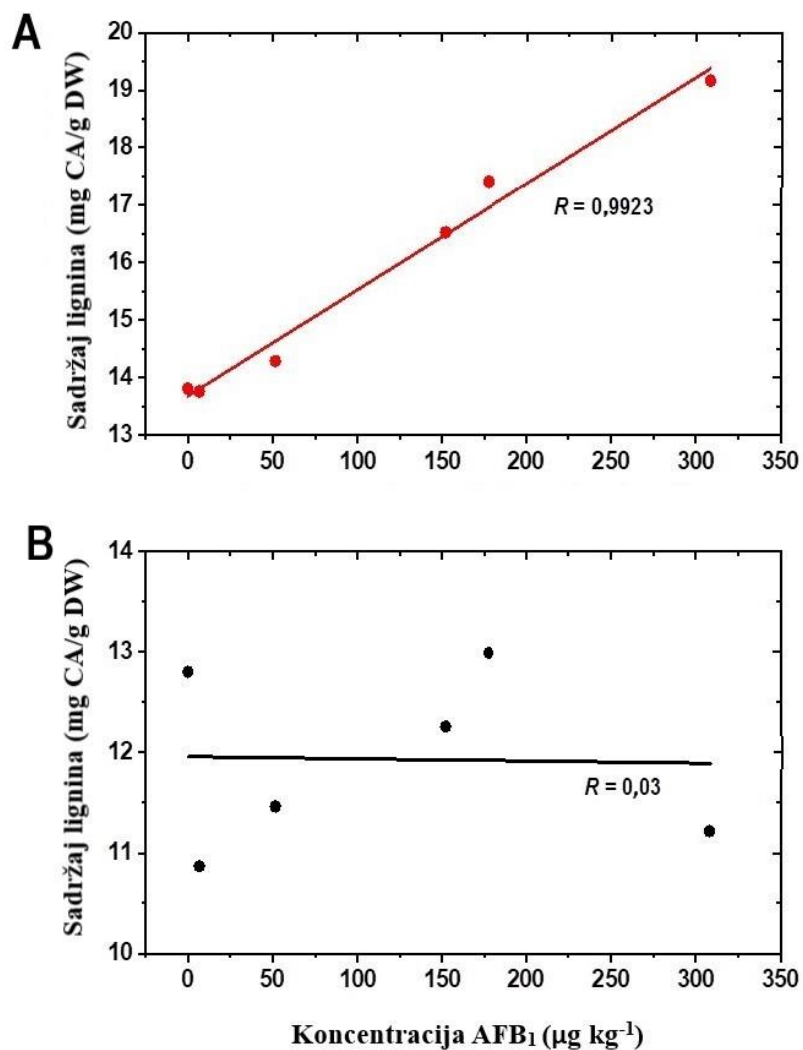 A
Sadržaj lignina (mg CA/g DW)
20
19
18
17
16
15
14
13
R = 0,9923
0 50 100 150 200 250 300 350
B
Sadržaj lignina (mg CA/g DW)
14
13
12
11
10
R = 0,03
0 50 100 150 200 250 300 350
Koncentracija AFB₁ (µg kg⁻¹)